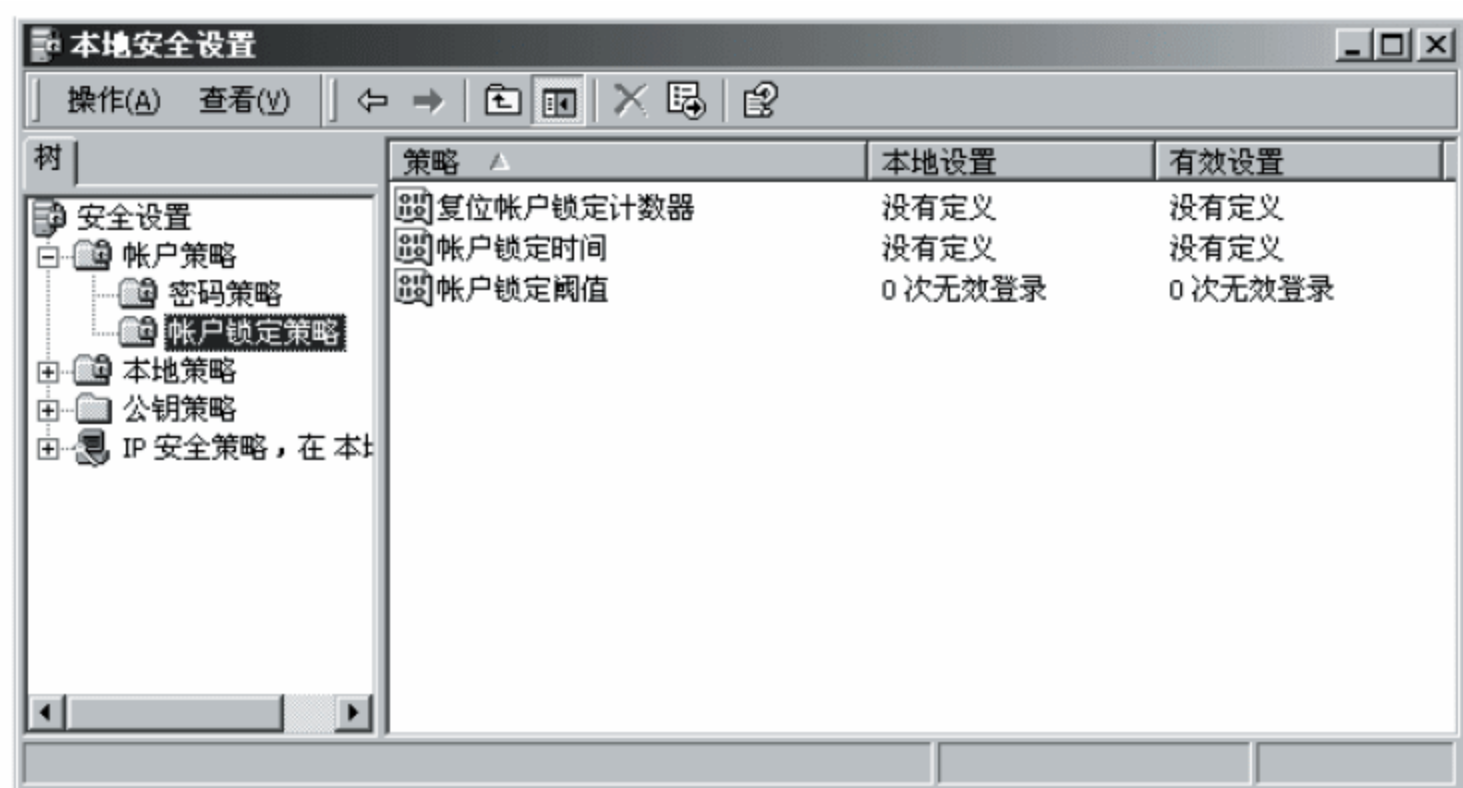 本地安全设置
操作(A) 查看(V)
树
安全设置
帐户策略
密码策略
帐户锁定策略
本地策略
公钥策略
IP 安全策略，在 本
策略 本地设置 有效设置
复位帐户锁定计数器 没有定义 没有定义
帐户锁定时间 没有定义 没有定义
帐户锁定阈值 0 次无效登录 0 次无效登录